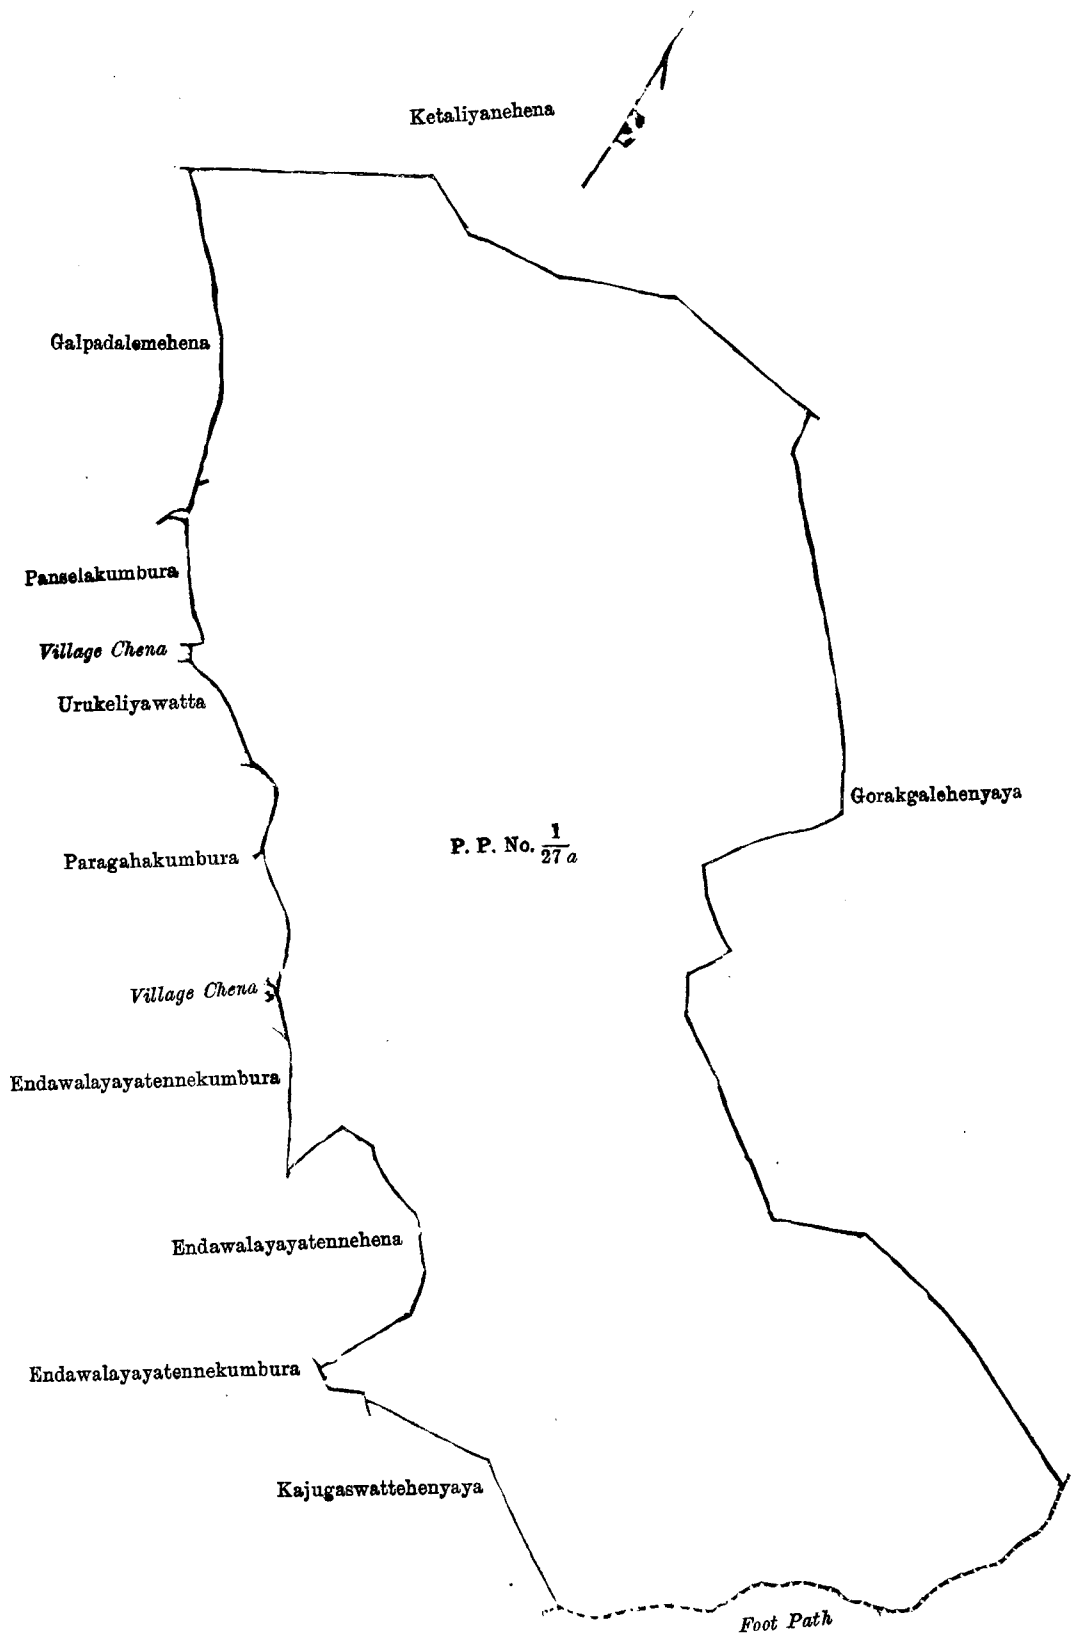 Ketaliyanehena
Galpadalemehena
Panselakumbura
Village Chena
Urukeliyawatta
Gorakgalehenyaya
P. P. No. 1/27 a
Paragahakumbura
Village Chena
Endawalayayatennekumbura
Endawalayayatennehena
Endawalayayatennekumbura
Kajugaswattehenyaya
Foot Path